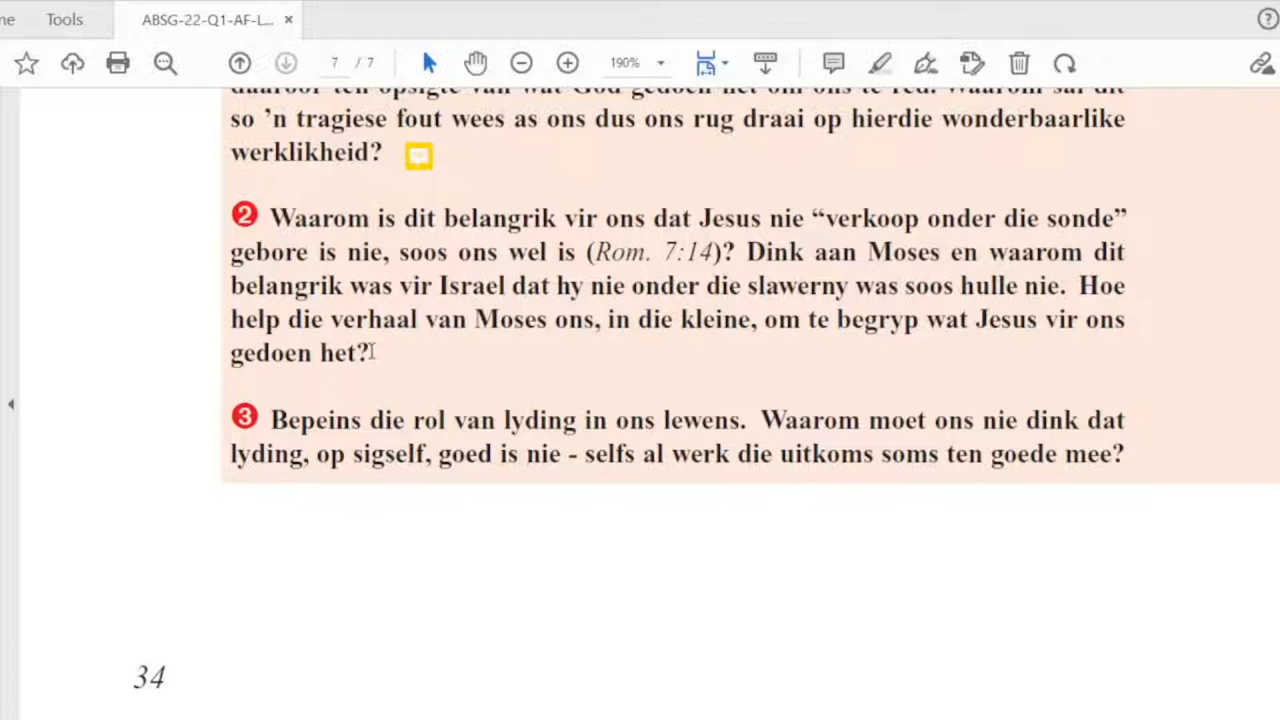 Tools
ABSG-22-Q1-AF-L...
7 / 7
190%
so ’n tragiese fout wees as ons dus ons rug draai op hierdie wonderbaarlike
werklikheid?
2 Waarom is dit belangrik vir ons dat Jesus nie “verkoop onder die sonde”
gebore is nie, soos ons wel is (Rom. 7:14)? Dink aan Moses en waarom dit
belangrik was vir Israel dat hy nie onder die slawerny was soos hulle nie. Hoe
help die verhaal van Moses ons, in die kleine, om te begryp wat Jesus vir ons
gedoen het?
3 Bepeins die rol van lyding in ons lewens. Waarom moet ons nie dink dat
lyding, op sigself, goed is nie - selfs al werk die uitkoms soms ten goede mee?
34